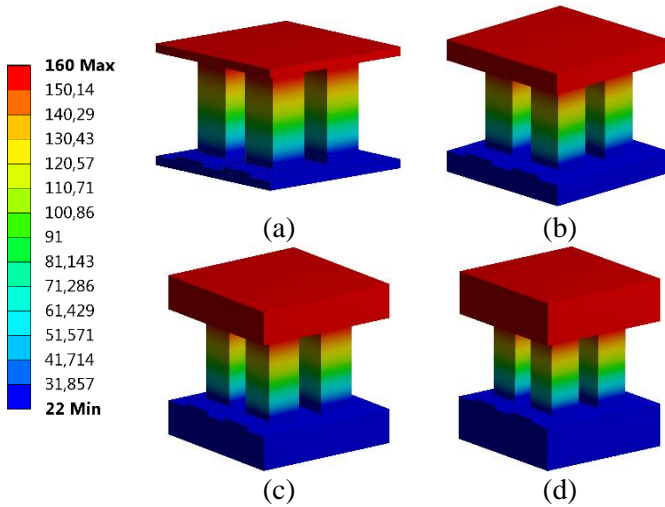 160 Max
150,14
140,29
130,43
120,57
110,71
100,86
91
81,143
71,286
61,429
51,571
41,714
31,857
22 Min
(a)
(b)
(c)
(d)